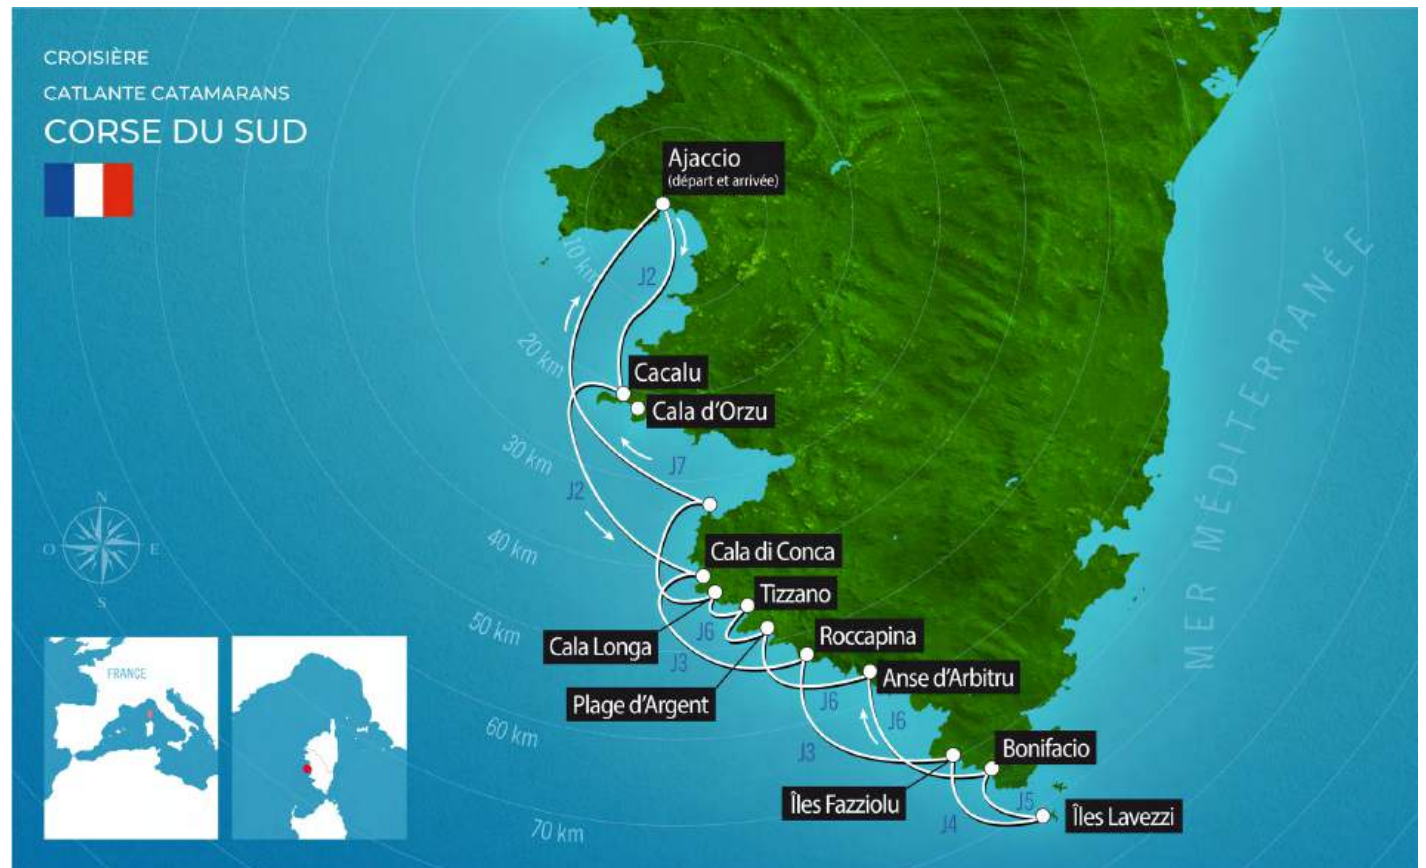 CROISIÈRE
CATLANTE CATAMARANS
CORSE DU SUD
Ajaccio
(départ et arrivée)
10 km
J2
20 km
Cacalu
Cala d'Orzu
30 km
J7
J2
40 km
Cala di Conca
Tizzano
50 km
J6
Cala Longa
J3
Roccapina
Plage d'Argent
Anse d'Arbitru
J6
J6
60 km
J3
Bonifacio
Îles Fazziolu
J5
J4
Îles Lavezzi
70 km
MER MÉDITERRANÉE
N
O
E
S
FRANCE